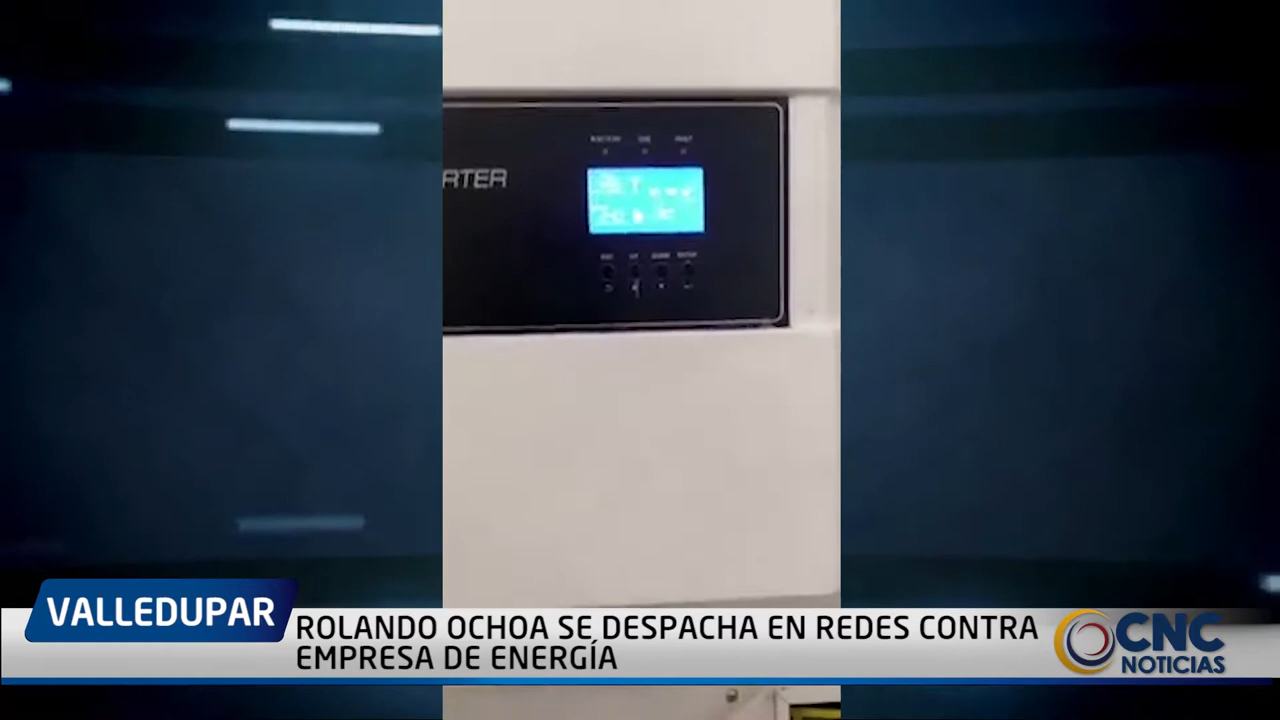 RTER
VALLEDUPAR
ROLANDO OCHOA SE DESPACHA EN REDES CONTRA
EMPRESA DE ENERGÍA
CNC
NOTICIAS